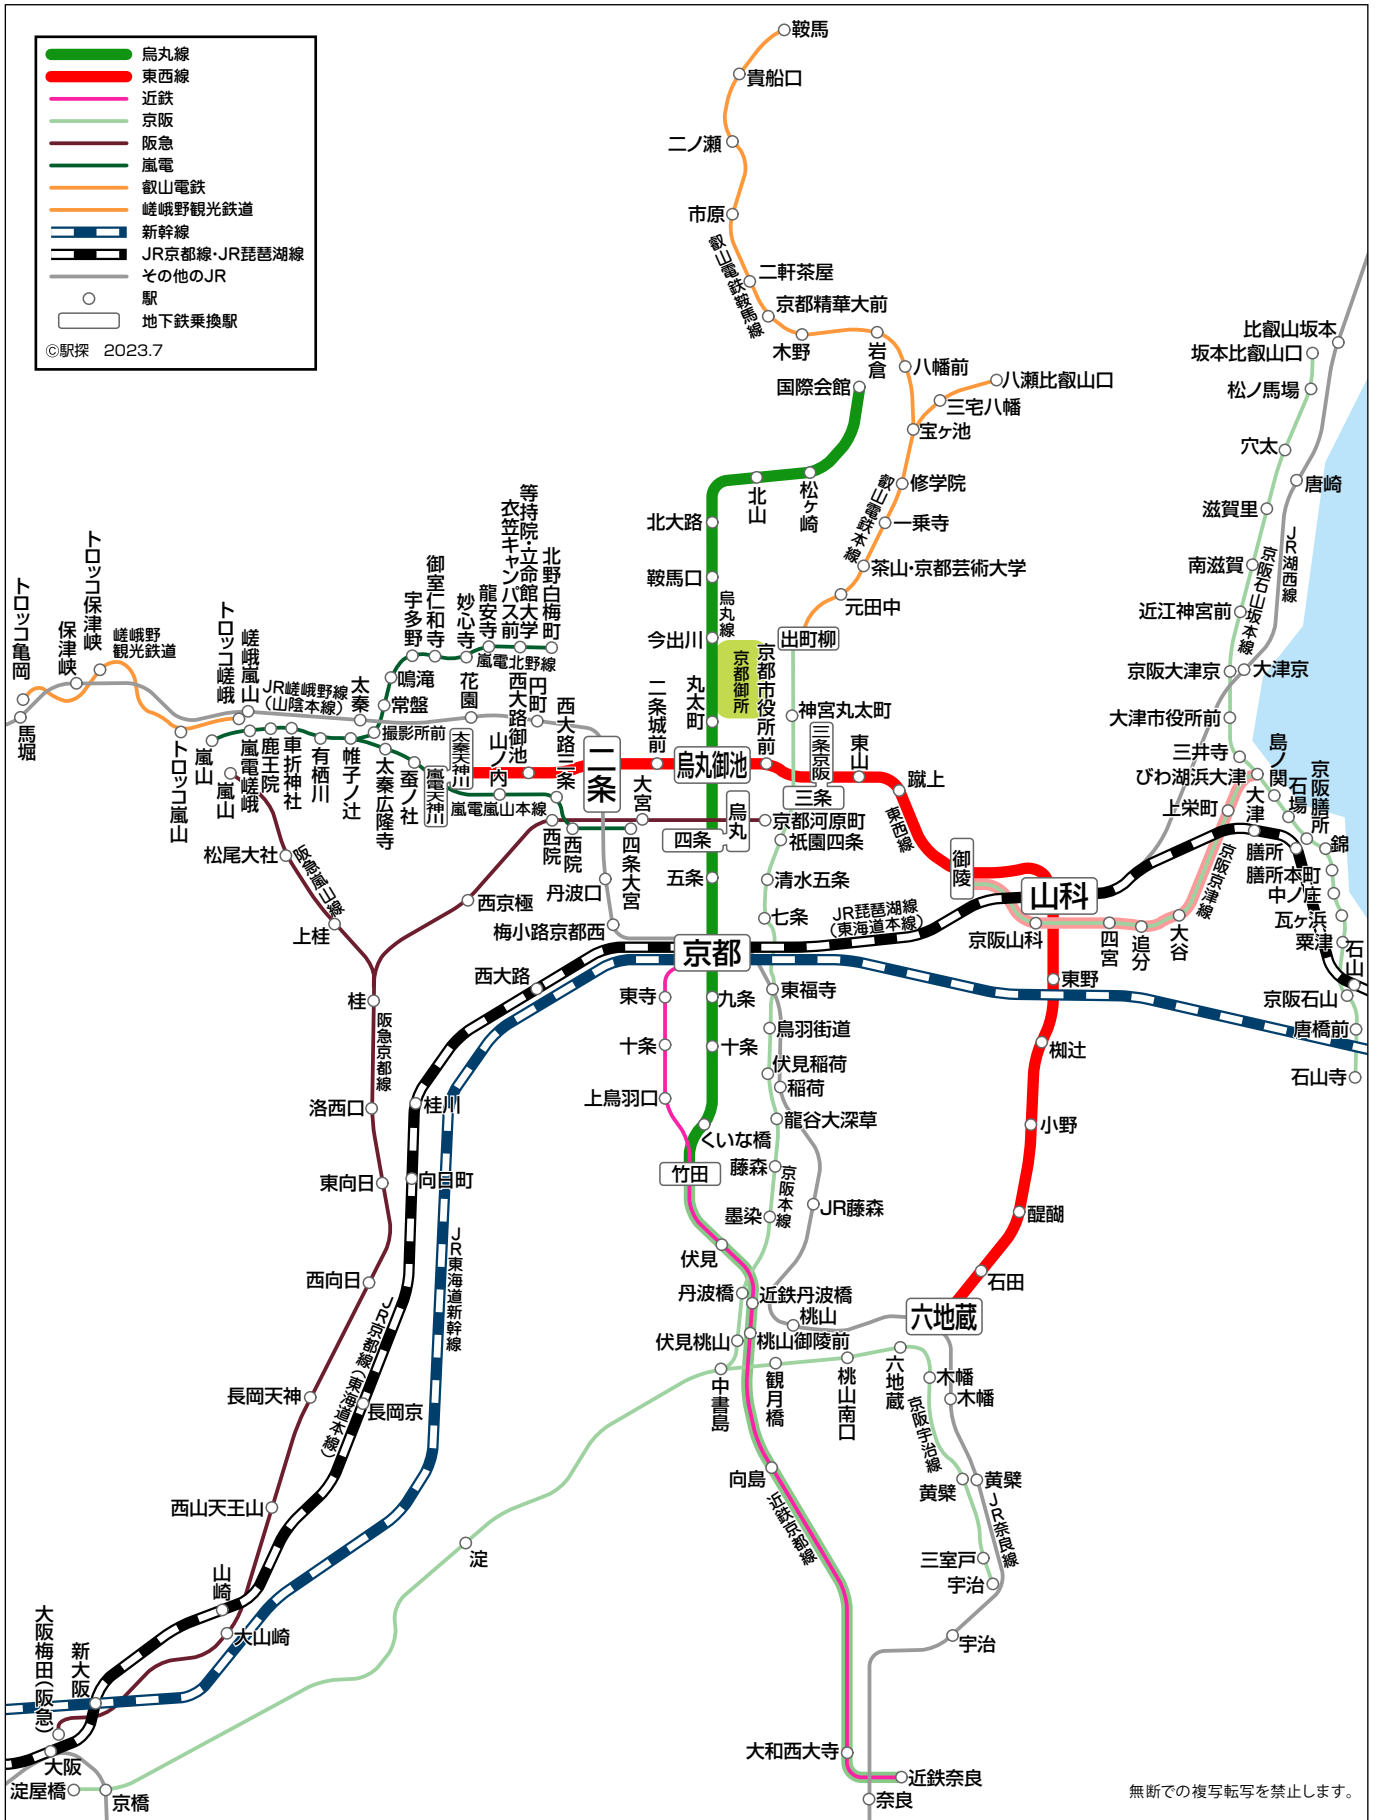 烏丸線
東西線
近鉄
京阪
阪急
嵐電
叡山電鉄
嵯峨野観光鉄道
新幹線
JR京都線・JR琵琶湖線
その他のJR
駅
地下鉄乗換駅
©駅探 2023.7
鞍馬
貴船口
二ノ瀬
市原
叡山電鉄鞍馬線
二軒茶屋
京都精華大前
木野
岩倉
八幡前
国際会館
八瀬比叡山口
三宅八幡
宝ヶ池
比叡山坂本
坂本比叡山口
松ノ馬場
穴太
唐崎
滋賀里
JR湖西線
南滋賀
京阪石山坂本線
近江神宮前
京阪大津京
大津京
大津市役所前
三井寺
びわ湖浜大津
島ノ関
石場
京阪膳所
上栄町
大津
錦
膳所
膳所本町
中ノ庄
瓦ヶ浜
粟津
石山
京阪石山
唐橋前
石山寺
修学院
叡山電鉄本線
一乗寺
茶山・京都芸術大学
元田中
出町柳
北山
松ヶ崎
北大路
鞍馬口
烏丸線
今出川
京都御所
丸太町
京都市役所前
神宮丸太町
トロッコ亀岡
馬堀
保津峡
トロッコ保津峡
嵯峨野
観光鉄道
トロッコ嵐山
トロッコ嵯峨
嵯峨嵐山
JR嵯峨野線
(山陰本線)
太秦
嵐山
嵐山
嵐電嵯峨
鹿王院
車折神社
有栖川
帷子ノ辻
撮影所前
常盤
鳴滝
宇多野
御室仁和寺
妙心寺
龍安寺
等持院・立命館大学
衣笠キャンパス前
北野白梅町
嵐電北野線
太秦広隆寺
蚕ノ社
嵐電天神川
太秦天神川
花園
円町
西大路御池
山ノ内
嵐電嵐山本線
西大路三条
二条
二条城前
烏丸御池
三条京阪
三条
東山
蹴上
東西線
御陵
山科
大宮
烏丸
四条
京都河原町
祇園四条
西院
西院
四条大宮
丹波口
五条
清水五条
七条
梅小路京都西
京都
JR琵琶湖線
(東海道本線)
京阪山科
四宮
追分
大谷
京阪京津線
松尾大社
阪急嵐山線
上桂
西京極
桂
阪急京都線
西大路
東寺
九条
東福寺
東野
十条
十条
鳥羽街道
椥辻
上鳥羽口
伏見稲荷
稲荷
くいな橋
龍谷大深草
小野
竹田
藤森
京阪本線
墨染
JR藤森
醍醐
洛西口
桂川
東向日
向日町
西向日
JR東海道新幹線
JR京都線(東海道本線)
長岡天神
長岡京
西山天王山
伏見
丹波橋
近鉄丹波橋
石田
六地蔵
桃山
伏見桃山
桃山御陵前
中書島
観月橋
桃山南口
六地蔵
木幡
木幡
京阪宇治線
黄檗
黄檗
JR奈良線
向島
近鉄京都線
三室戸
宇治
宇治
淀
山崎
大山崎
大阪梅田(阪急)
新大阪
大阪
淀屋橋
京橋
大和西大寺
近鉄奈良
奈良
無断での複写転写を禁止します。